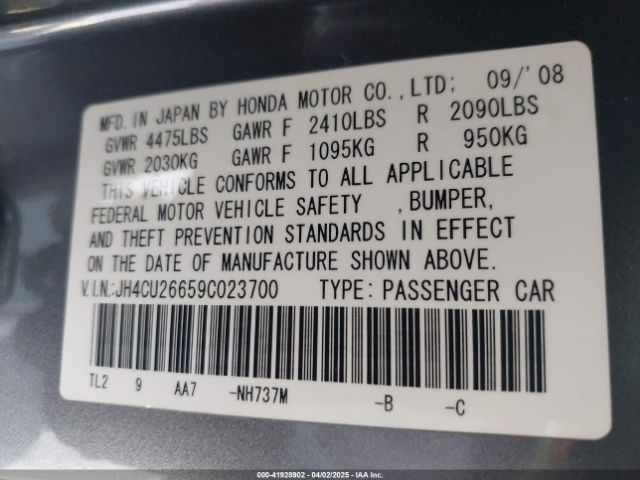 MFD. IN JAPAN BY HONDA MOTOR CO.,LTD; 09/'08
GVWR 4475LBS GAWR F 2410LBS R 2090LBS
GVWR 2030KG GAWR F 1095KG R 950KG
THIS VEHICLE CONFORMS TO ALL APPLICABLE
FEDERAL MOTOR VEHICLE SAFETY , BUMPER,
AND THEFT PREVENTION STANDARDS IN EFFECT
ON THE DATE OF MANUFACTURE SHOWN ABOVE.
V.I.N:JH4CU26659C023700 TYPE: PASSENGER CAR
TL2 9 AA7 -NH737M -B -C
000-41928902 - 04/02/2025 - IAA Inc.